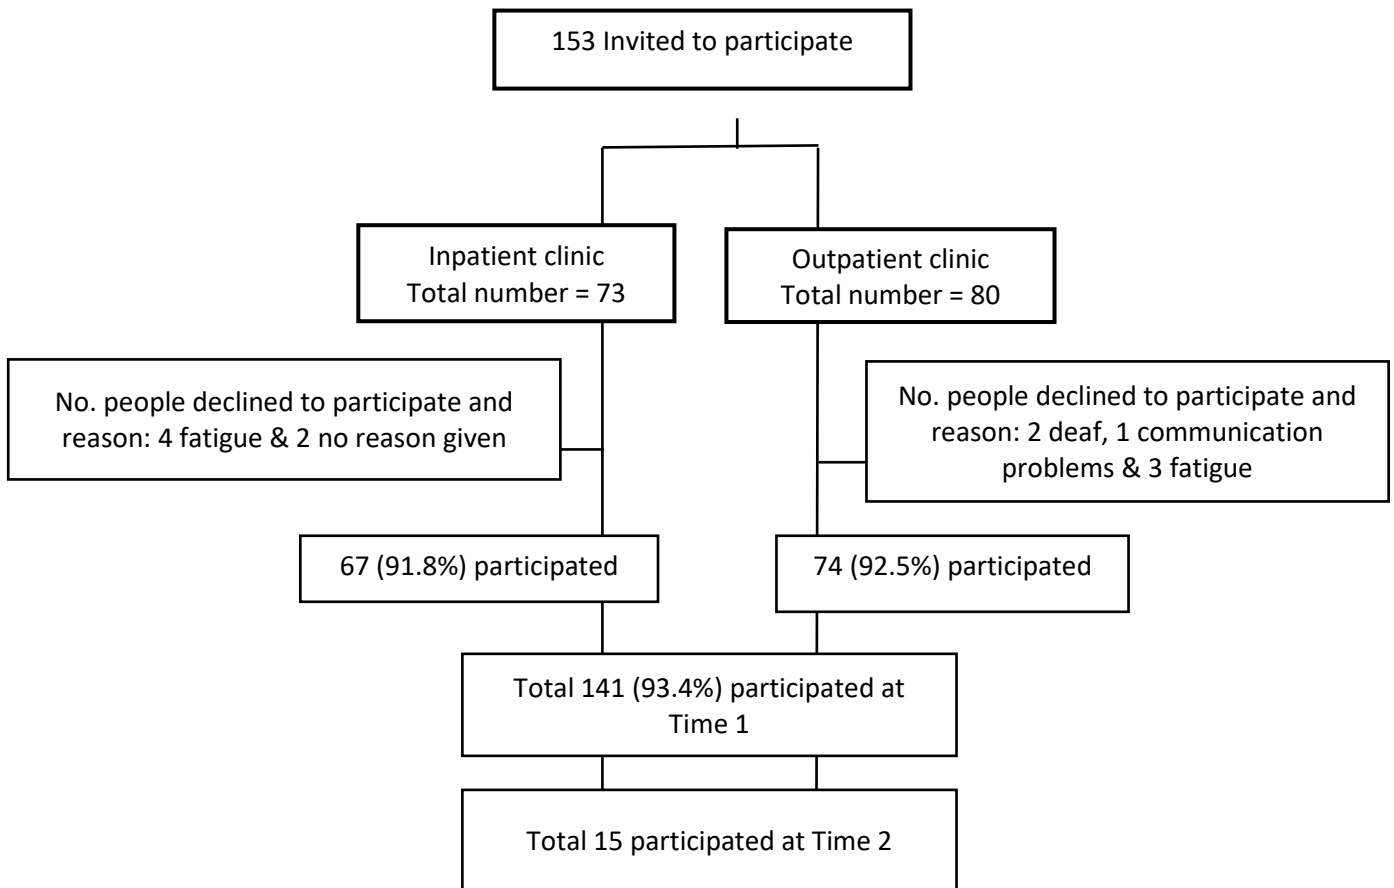 153 Invited to participate
Inpatient clinic
Total number = 73
Outpatient clinic
Total number = 80
No. people declined to participate and
reason: 4 fatigue & 2 no reason given
No. people declined to participate and
reason: 2 deaf, 1 communication
problems & 3 fatigue
67 (91.8%) participated
74 (92.5%) participated
Total 141 (93.4%) participated at
Time 1
Total 15 participated at Time 2